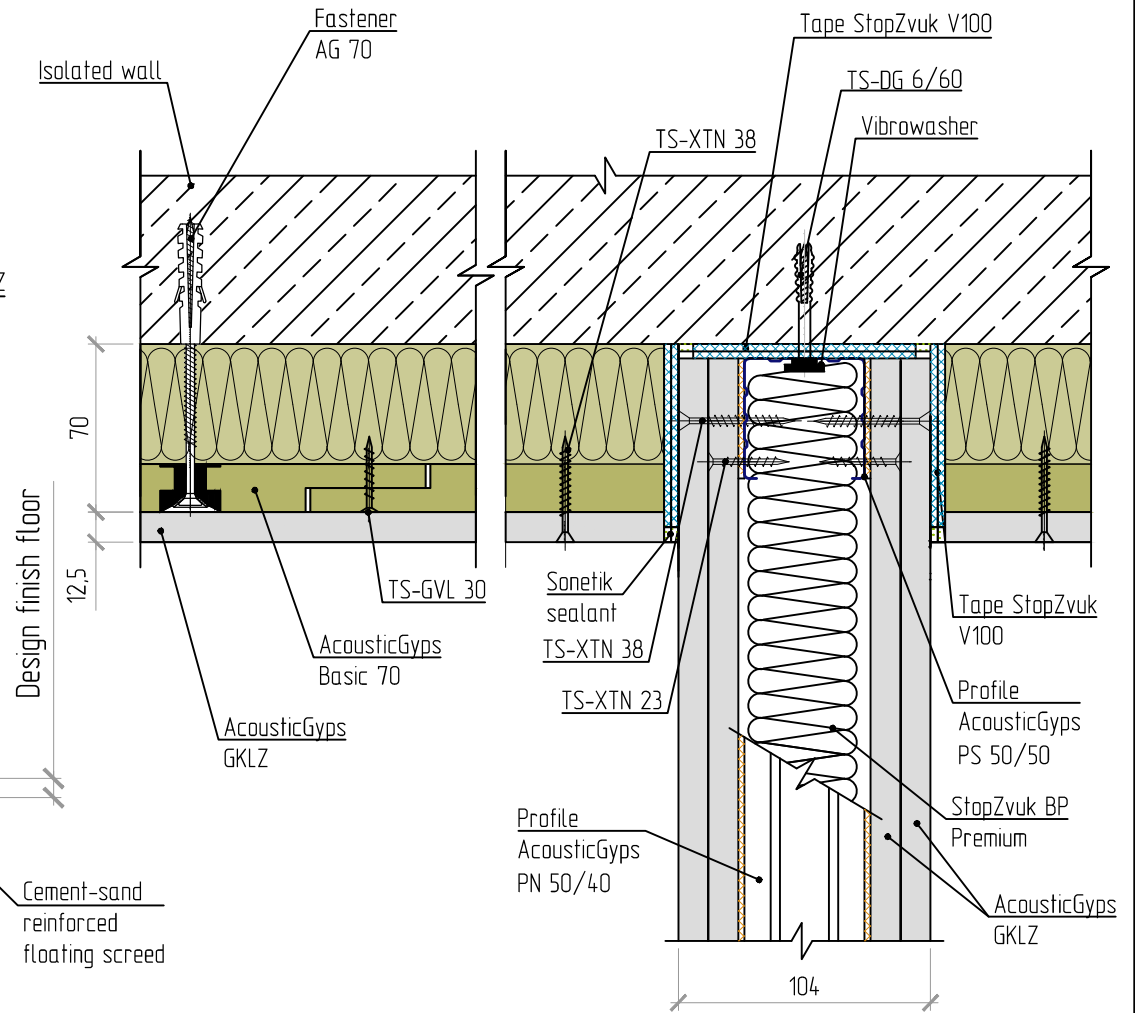 Fastener
AG 70
Tape StopZvuk V100
Isolated wall
TS-DG 6/60
Vibrowasher
TS-XTN 38
Z
70
12,5
Design finish floor
TS-GVL 30
AcousticGyps
Basic 70
AcousticGyps
GKLZ
Sonetik
sealant
TS-XTN 38
TS-XTN 23
Tape StopZvuk
V100
Profile
AcousticGyps
PS 50/50
StopZvuk BP
Premium
Profile
AcousticGyps
PN 50/40
AcousticGyps
GKLZ
Cement-sand
reinforced
floating screed
104